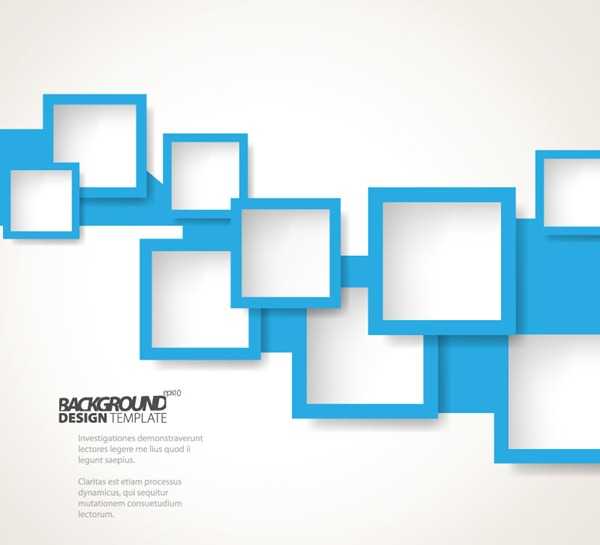 eps10
BACKGROUND
DESIGN TEMPLATE
Investigationes demonstraverunt
lectores legere me lius quod ii
legunt saepius.
Claritas est etiam processus
dynamicus, qui sequitur
mutationem consuetudium
lectorum.